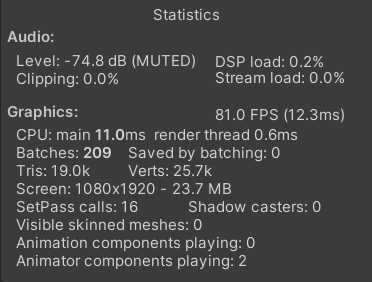 Statistics
Audio:
Level: -74.8 dB (MUTED) DSP load: 0.2%
Clipping: 0.0% Stream load: 0.0%
Graphics: 81.0 FPS (12.3ms)
CPU: main 11.0ms render thread 0.6ms
Batches: 209 Saved by batching: 0
Tris: 19.0k Verts: 25.7k
Screen: 1080x1920 - 23.7 MB
SetPass calls: 16 Shadow casters: 0
Visible skinned meshes: 0
Animation components playing: 0
Animator components playing: 2